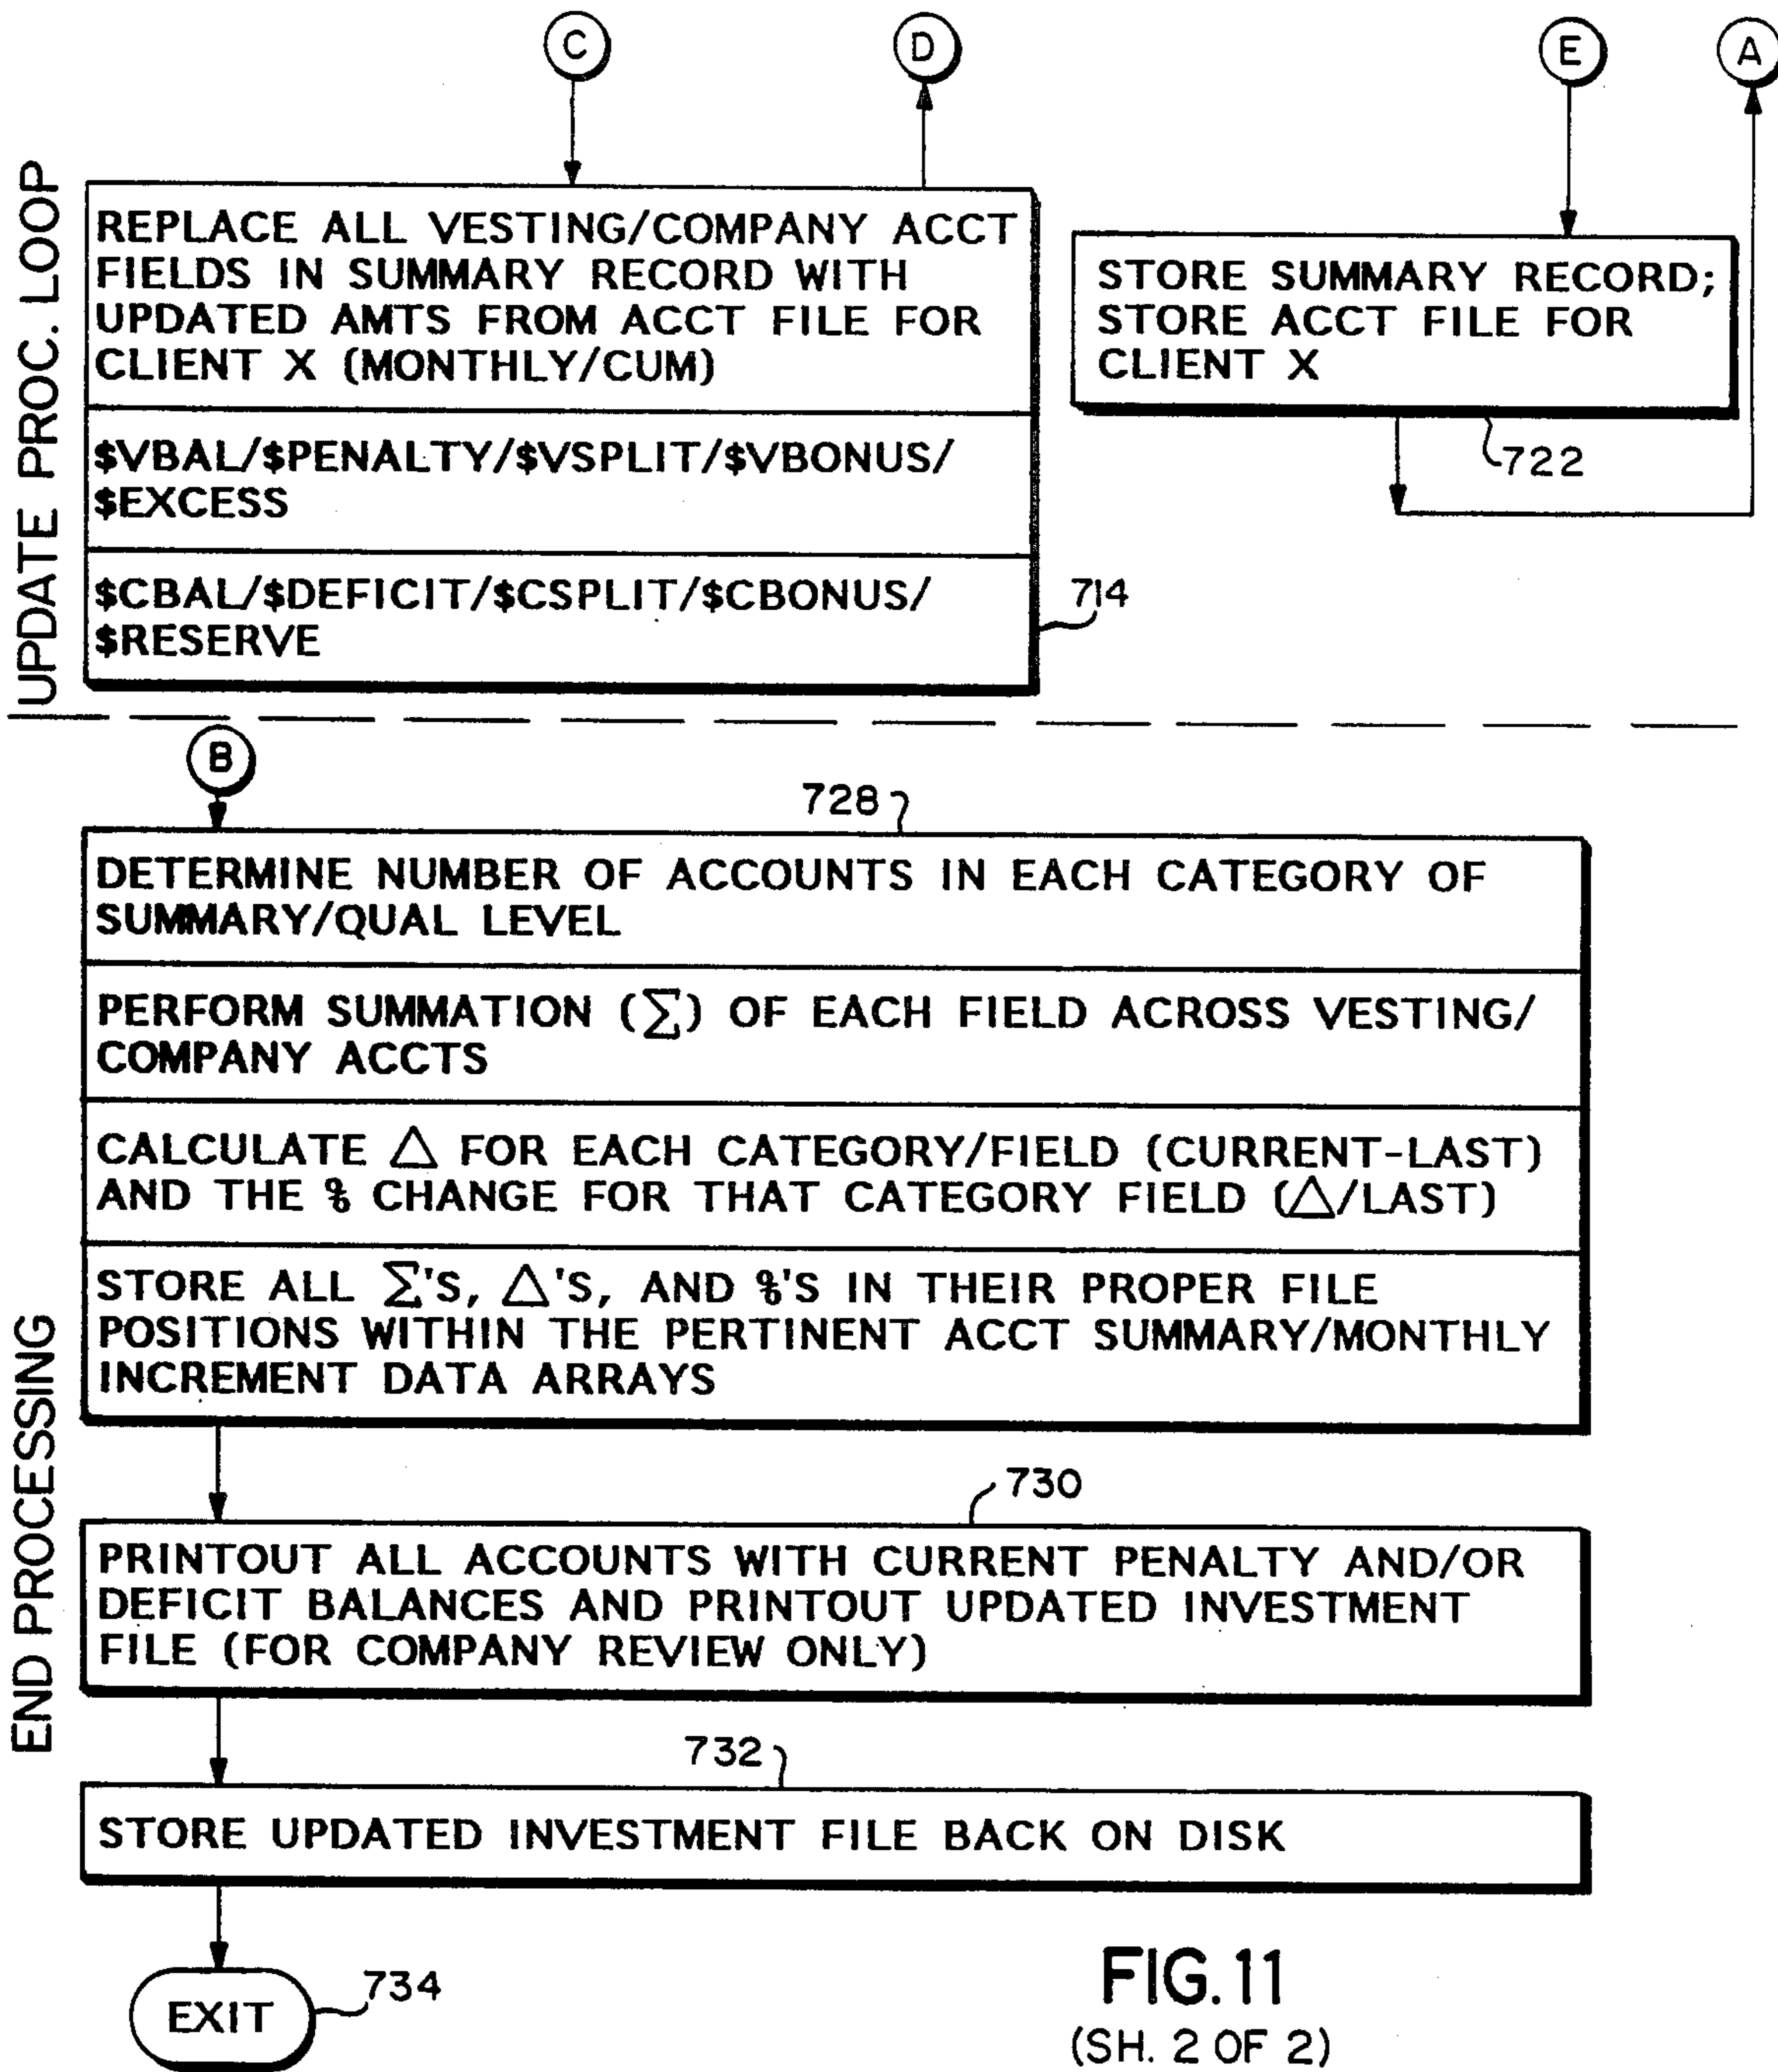 C
D
E
A
UPDATE PROC. LOOP
REPLACE ALL VESTING/COMPANY ACCT
FIELDS IN SUMMARY RECORD WITH
UPDATED AMTS FROM ACCT FILE FOR
CLIENT X (MONTHLY/CUM)
$VBAL/$PENALTY/$VSPLIT/$VBONUS/
$EXCESS
$CBAL/$DEFICIT/$CSPLIT/$CBONUS/
$RESERVE
714
STORE SUMMARY RECORD;
STORE ACCT FILE FOR
CLIENT X
722
B
END PROCESSING
728
DETERMINE NUMBER OF ACCOUNTS IN EACH CATEGORY OF
SUMMARY/QUAL LEVEL
PERFORM SUMMATION (∑) OF EACH FIELD ACROSS VESTING/
COMPANY ACCTS
CALCULATE △ FOR EACH CATEGORY/FIELD (CURRENT-LAST)
AND THE % CHANGE FOR THAT CATEGORY FIELD (△/LAST)
STORE ALL ∑'S, △'S, AND %'S IN THEIR PROPER FILE
POSITIONS WITHIN THE PERTINENT ACCT SUMMARY/MONTHLY
INCREMENT DATA ARRAYS
730
PRINTOUT ALL ACCOUNTS WITH CURRENT PENALTY AND/OR
DEFICIT BALANCES AND PRINTOUT UPDATED INVESTMENT
FILE (FOR COMPANY REVIEW ONLY)
732
STORE UPDATED INVESTMENT FILE BACK ON DISK
EXIT
734
FIG. 11
(SH. 2 OF 2)